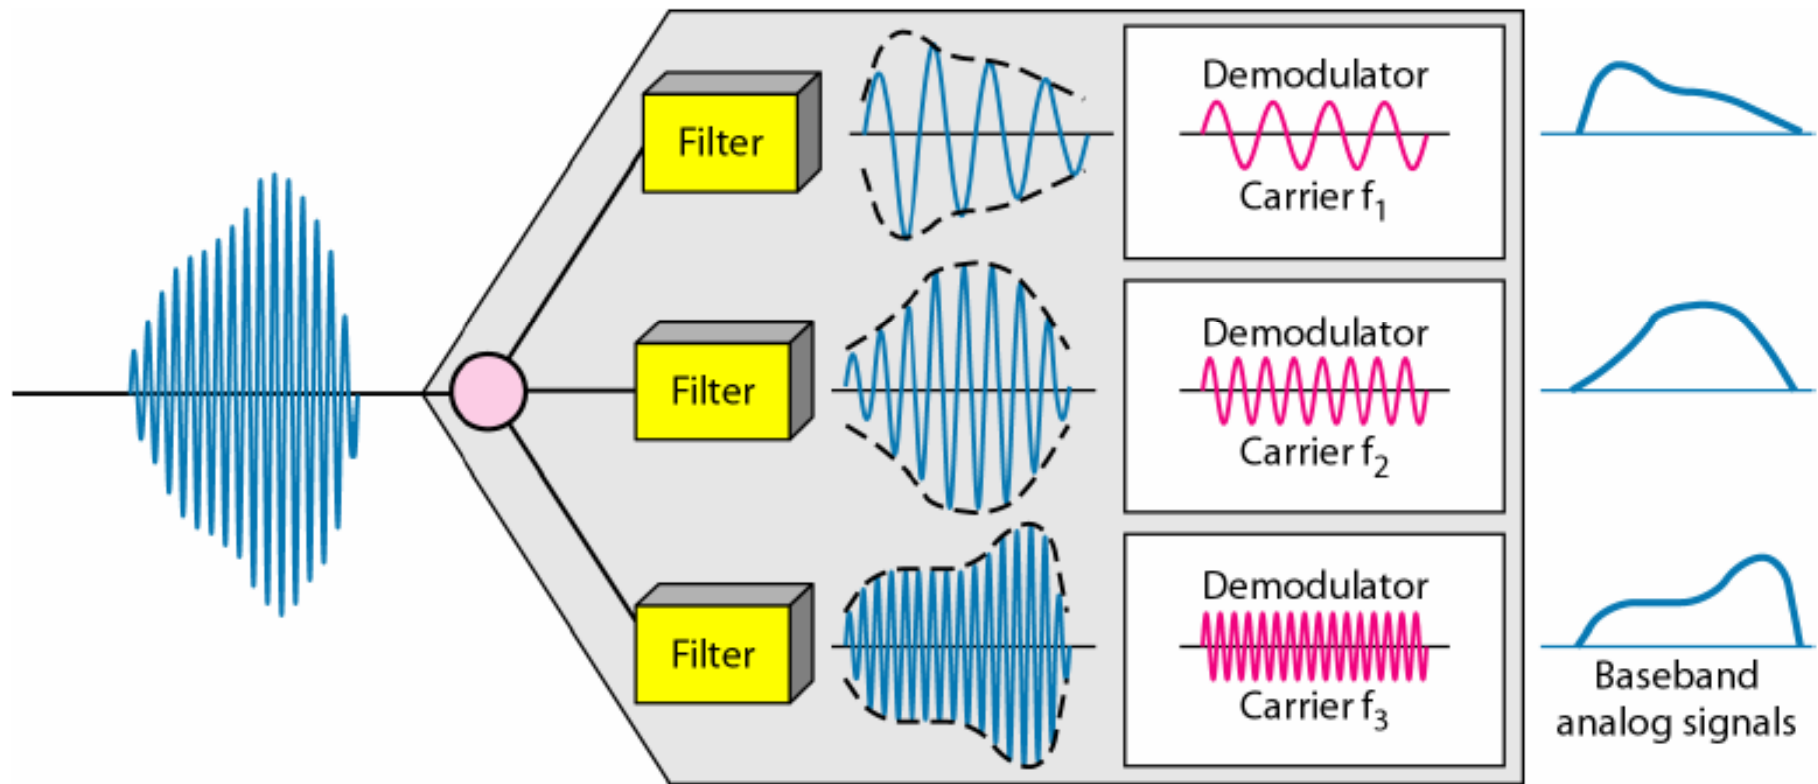 Filter
Demodulator
Carrier f₁
Filter
Demodulator
Carrier f₂
Filter
Demodulator
Carrier f₃
Baseband
analog signals